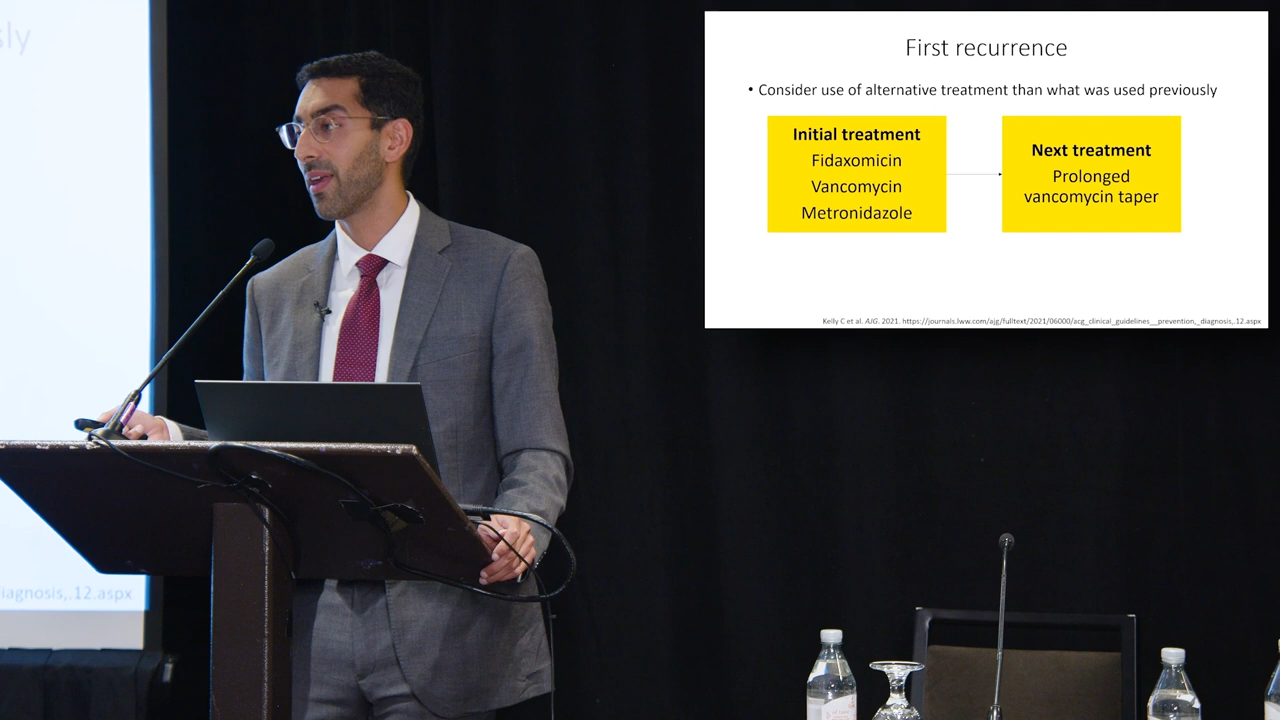 sly
iagnosis,.12.aspx
First recurrence
• Consider use of alternative treatment than what was used previously
Initial treatment
Fidaxomicin
Vancomycin
Metronidazole
Next treatment
Prolonged
vancomycin taper
Kelly C et al. AJG. 2021. https://journals.lww.com/ajg/fulltext/2021/06000/acg_clinical_guidelines__prevention,_diagnosis,.12.aspx